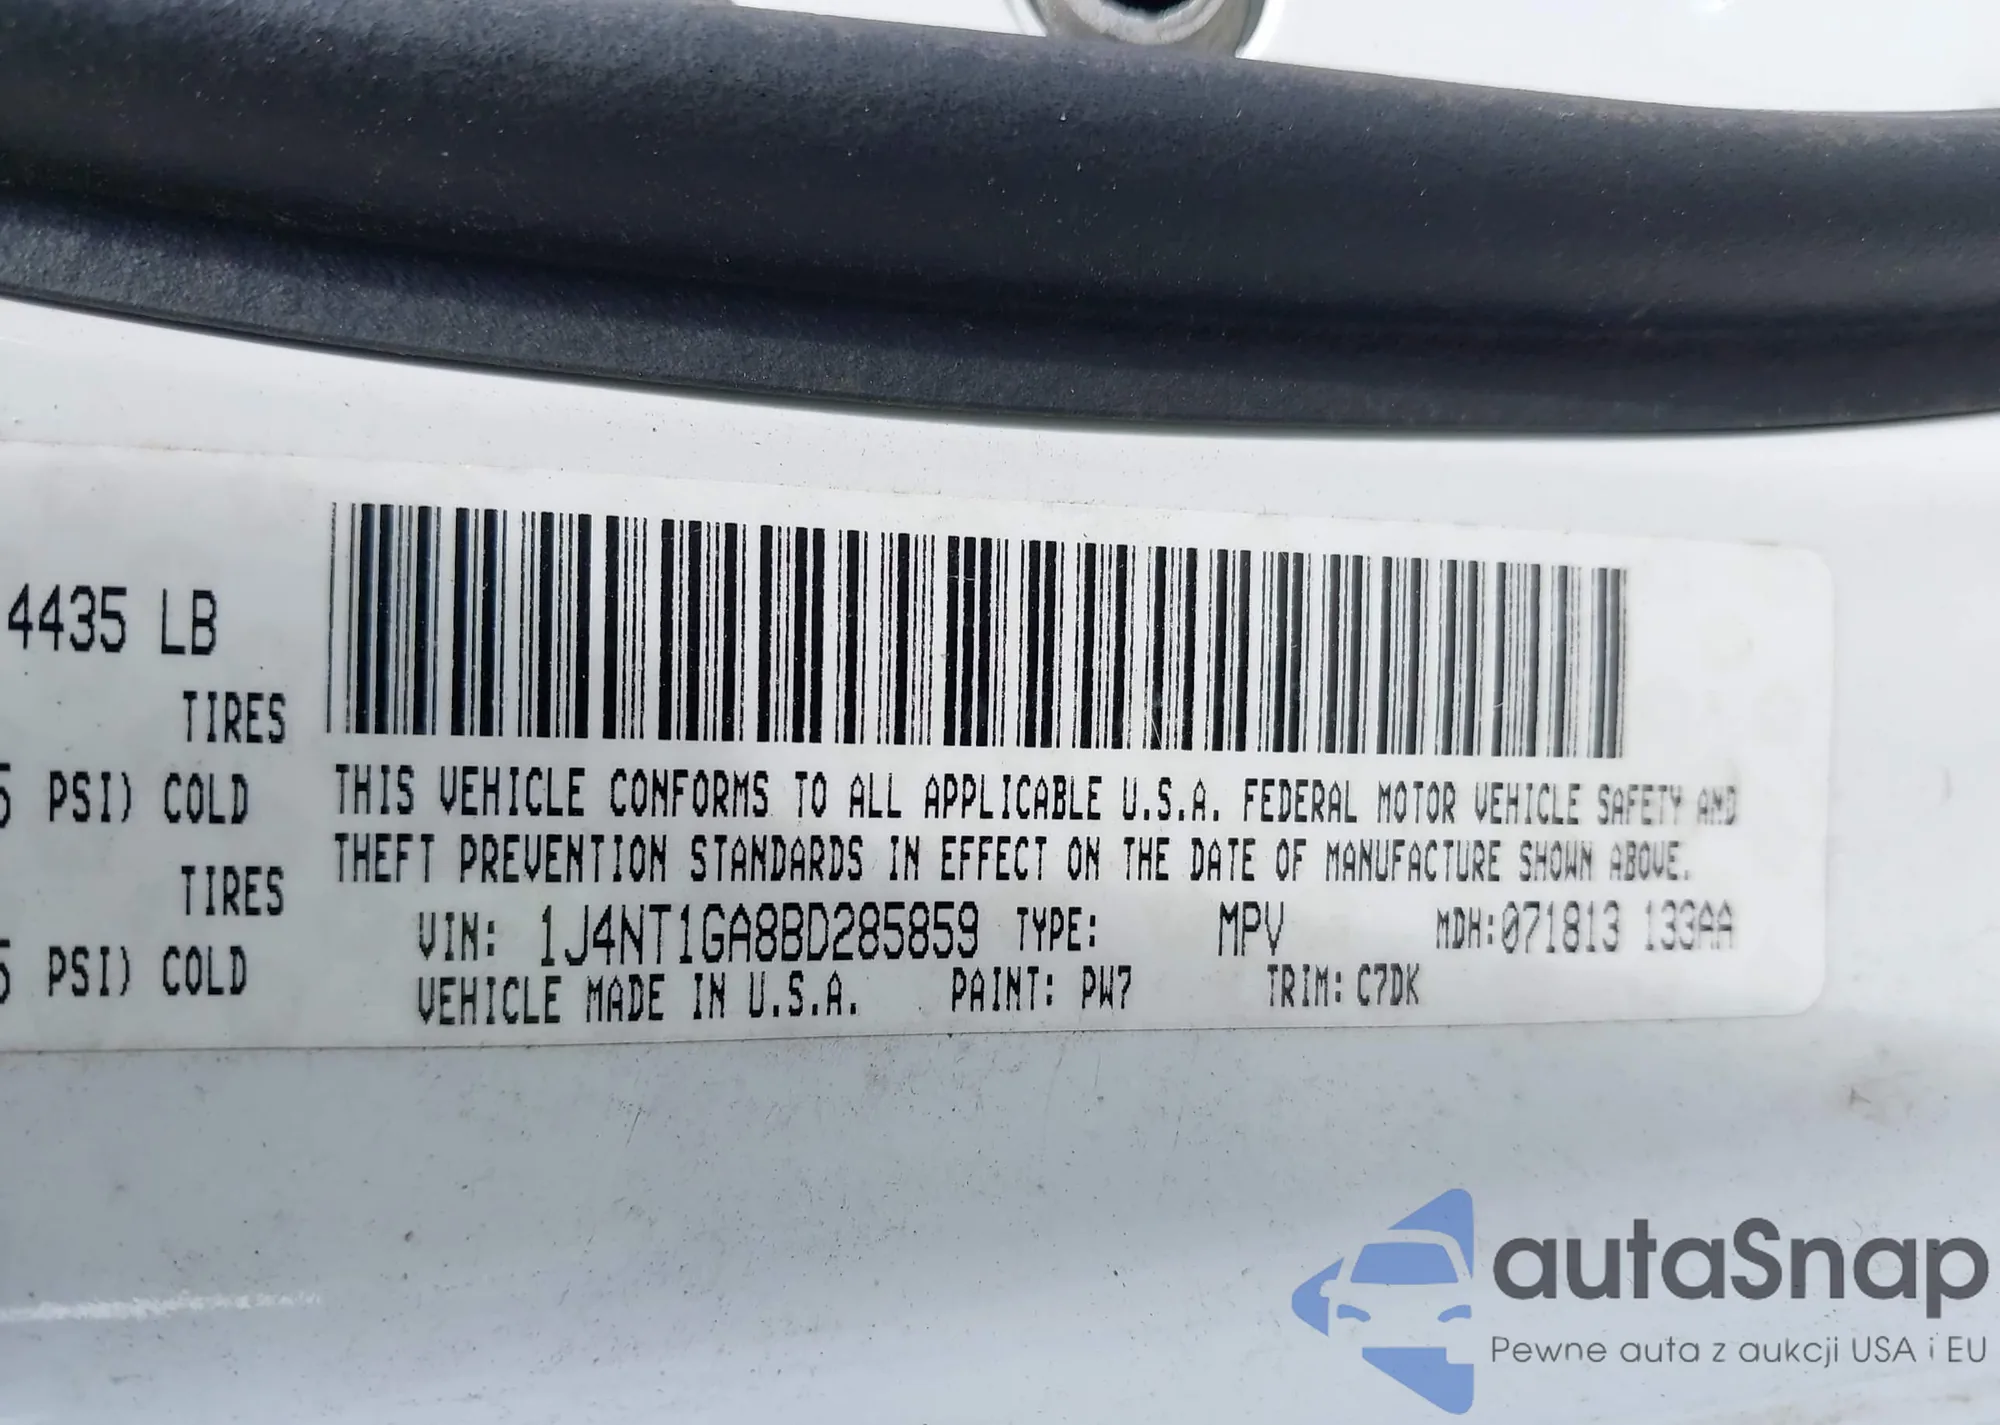 4435 LB
TIRES
5 PSI) COLD
TIRES
5 PSI) COLD
THIS VEHICLE CONFORMS TO ALL APPLICABLE U.S.A. FEDERAL MOTOR VEHICLE SAFETY AND
THEFT PREVENTION STANDARDS IN EFFECT ON THE DATE OF MANUFACTURE SHOWN ABOVE.
VIN: 1J4NT1GA8BD285859 TYPE: MPV MDH:071813 133AA
VEHICLE MADE IN U.S.A. PAINT: PW7 TRIM: C7DK
autaSnap
Pewne auta z aukcji USA i EU